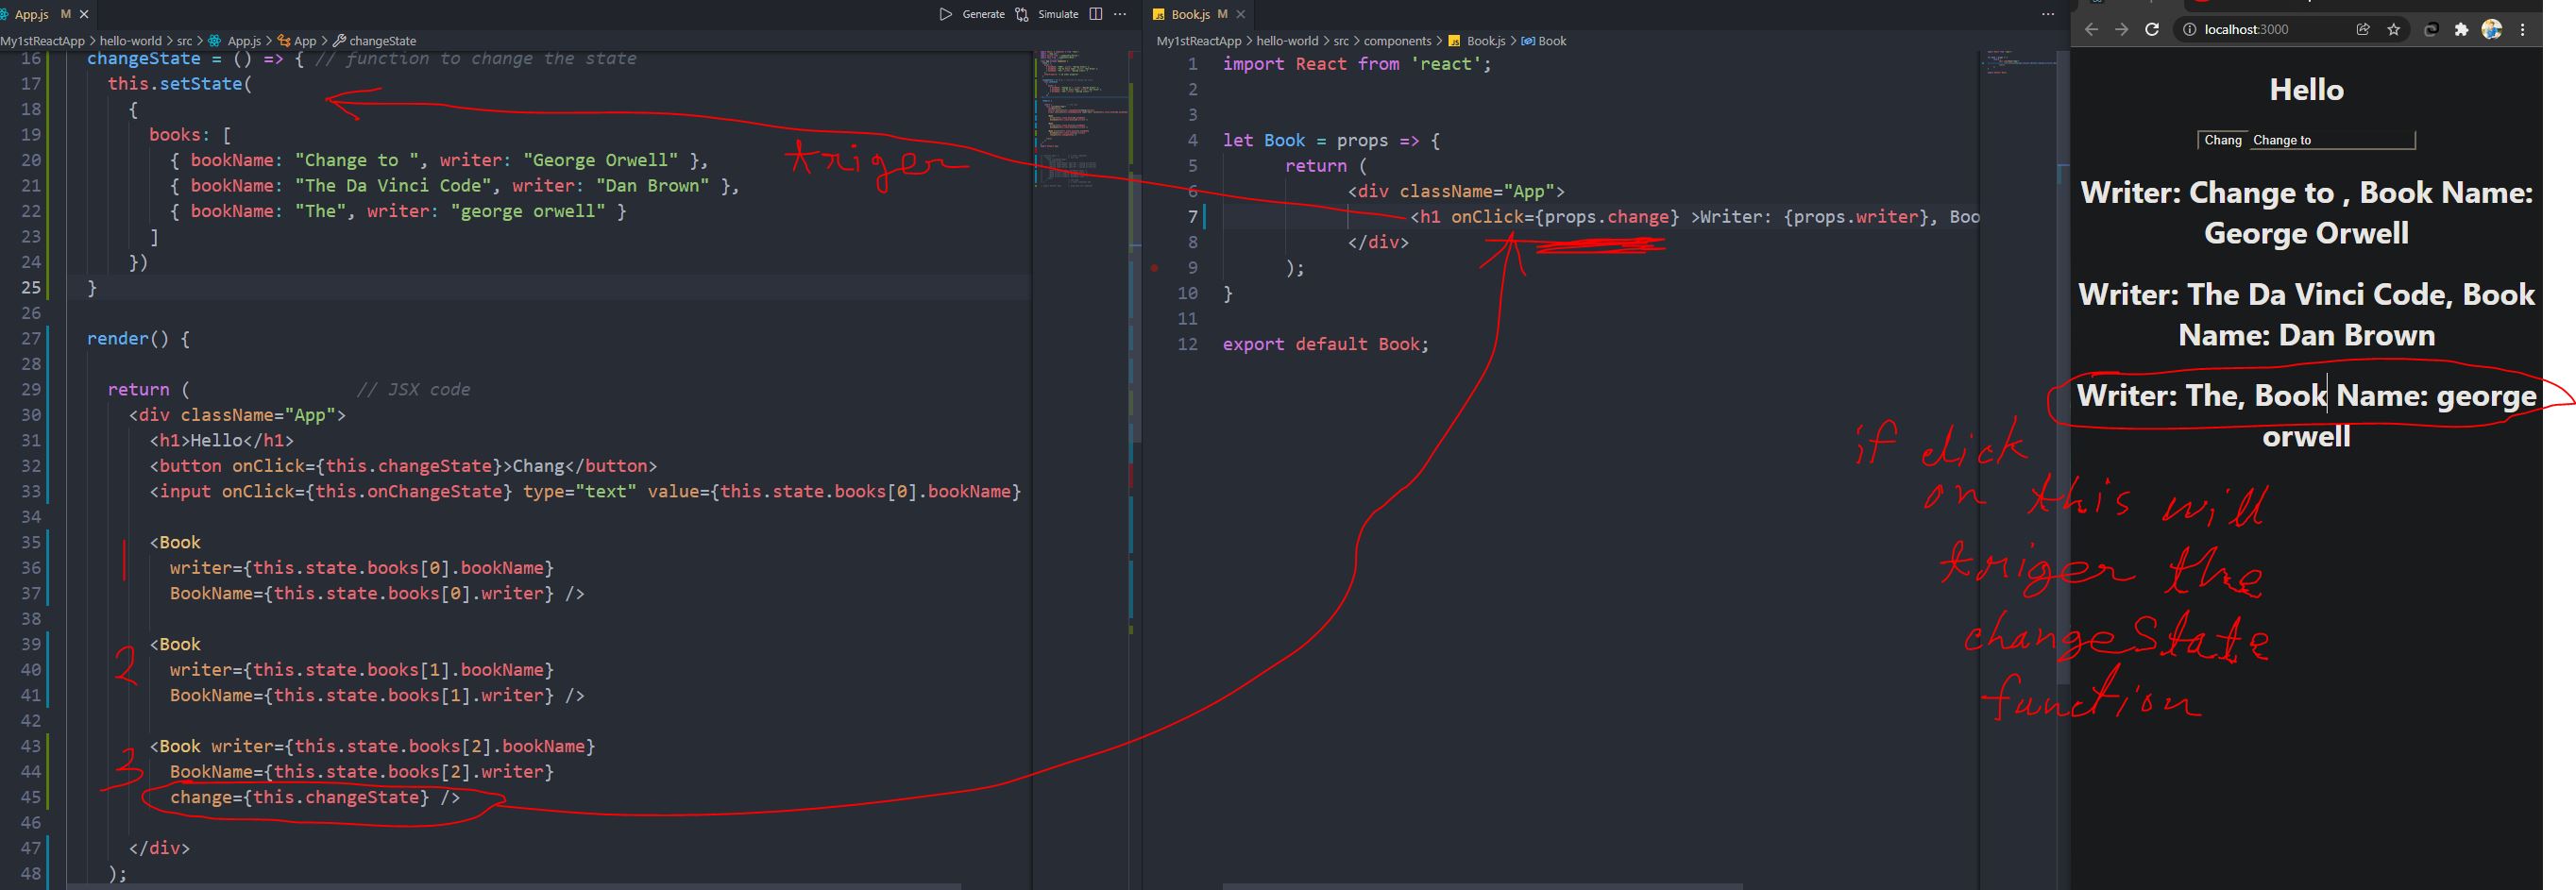 App.js M
Generate Simulate
My1stReactApp > hello-world > src > App.js > App > changeState
16 changeState = () => { // function to change the state
17 this.setState(
18 {
19 books: [
20 { bookName: "Change to ", writer: "George Orwell" },
21 { bookName: "The Da Vinci Code", writer: "Dan Brown" },
22 { bookName: "The", writer: "george orwell" }
23 ]
24 })
25 }
26
27 render() {
28
29 return ( // JSX code
30 <div className="App">
31 <h1>Hello</h1>
32 <button onClick={this.changeState}>Chang</button>
33 <input onClick={this.onChangeState} type="text" value={this.state.books[0].bookName}
34
35 <Book
36 writer={this.state.books[0].bookName}
37 BookName={this.state.books[0].writer} />
38
39 <Book
40 writer={this.state.books[1].bookName}
41 BookName={this.state.books[1].writer} />
42
43 <Book writer={this.state.books[2].bookName}
44 BookName={this.state.books[2].writer}
45 change={this.changeState} />
46
47 </div>
48 );
1
2
3
triger
Book.js M
My1stReactApp > hello-world > src > components > Book.js > Book
1 import React from 'react';
2
3
4 let Book = props => {
5 return (
6 <div className="App">
7 <h1 onClick={props.change} >Writer: {props.writer}, Boo
8 </div>
9 );
10 }
11
12 export default Book;
if click
on this will
triger the
changeState
function
localhost:3000
Hello
Chang Change to
Writer: Change to , Book Name:
George Orwell
Writer: The Da Vinci Code, Book
Name: Dan Brown
Writer: The, Book Name: george
orwell